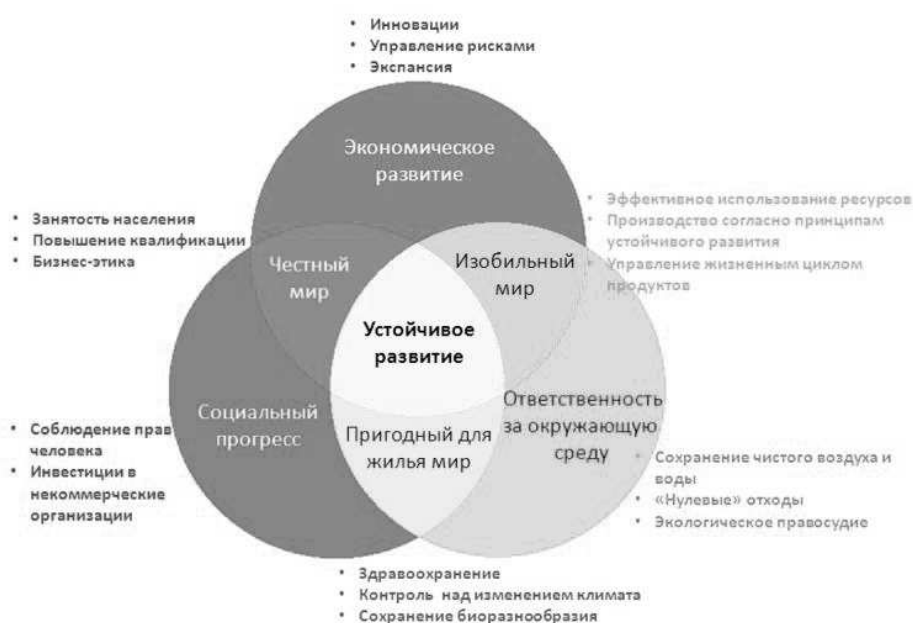 • Инновации
• Управление рисками
• Экспансия
Экономическое
развитие
• Занятость населения
• Повышение квалификации
• Бизнес-этика
• Эффективное использование ресурсов
• Производство согласно принципам
устойчивого развития
• Управление жизненным циклом
продуктов
Честный
мир
Изобильный
мир
Устойчивое
развитие
Социальный
прогресс
Пригодный для
жилья мир
Ответственность
за окружающую
среду
• Соблюдение прав
человека
• Инвестиции в
некоммерческие
организации
• Сохранение чистого воздуха и
воды
• «Нулевые» отходы
• Экологическое правосудие
• Здравоохранение
• Контроль над изменением климата
• Сохранение биоразнообразия